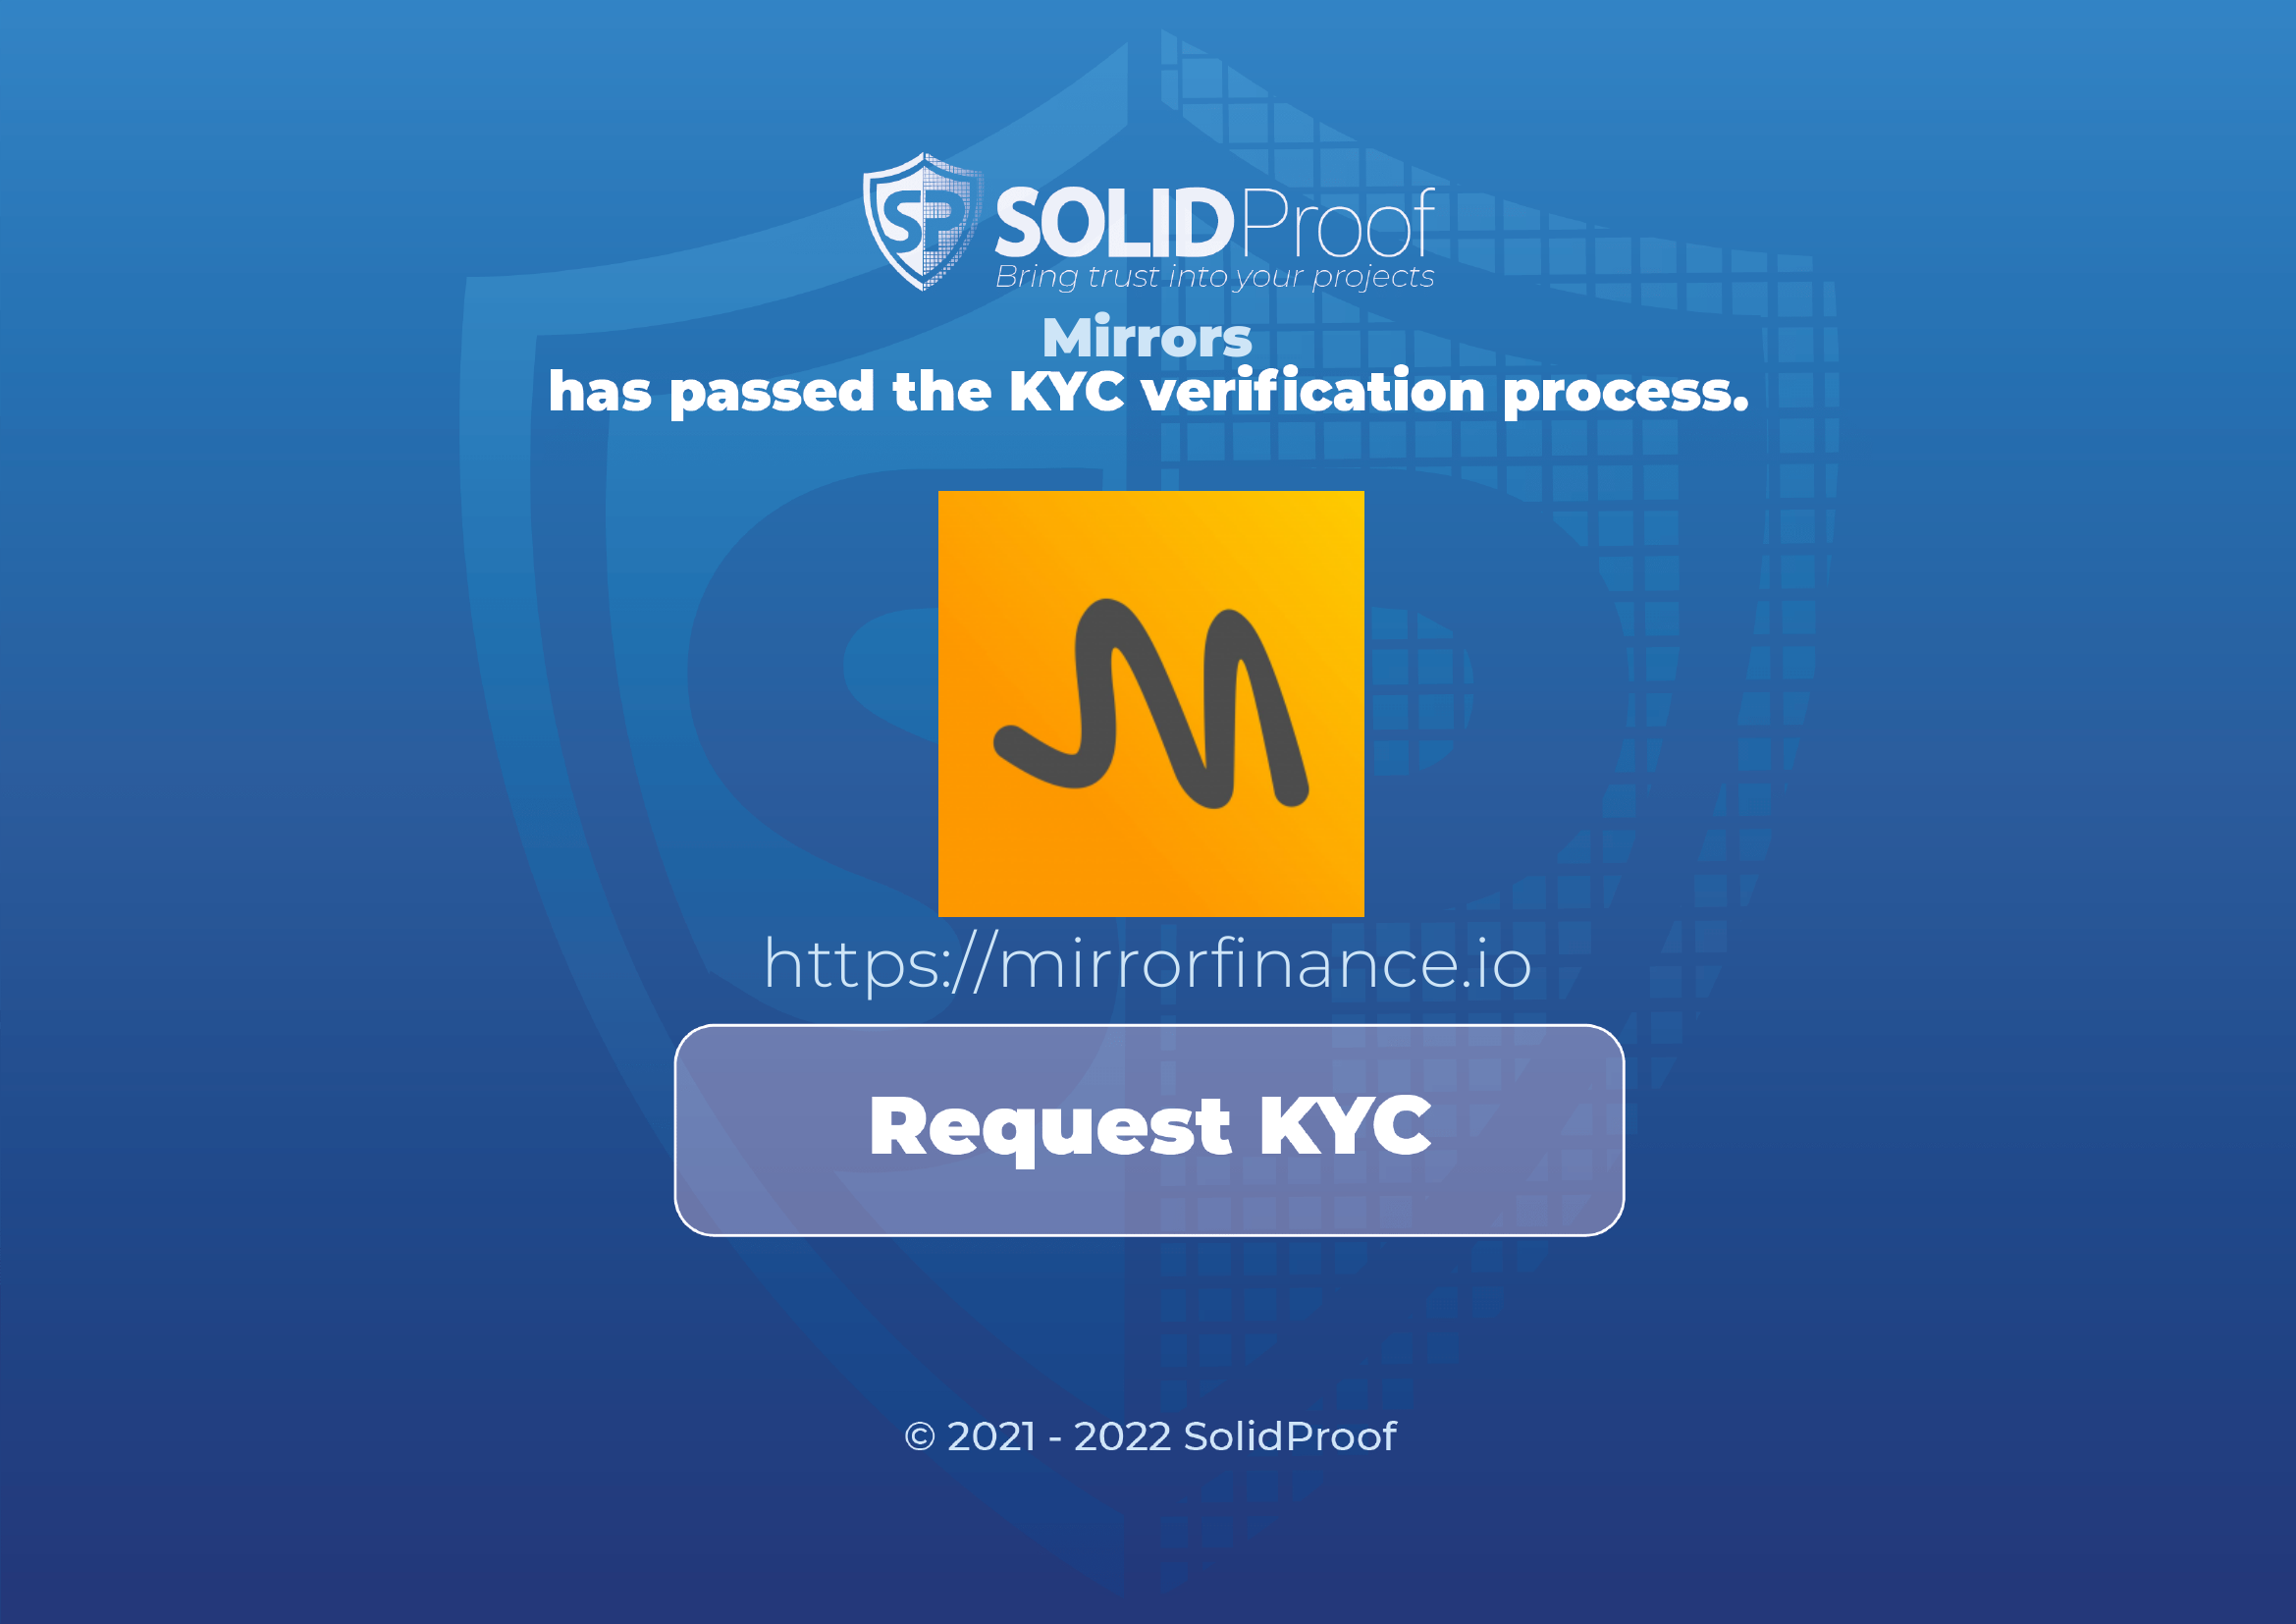 SP SOLIDProof
Bring trust into your projects
Mirrors
has passed the KYC verification process.
https://mirrorfinance.io
Request KYC
© 2021 - 2022 SolidProof